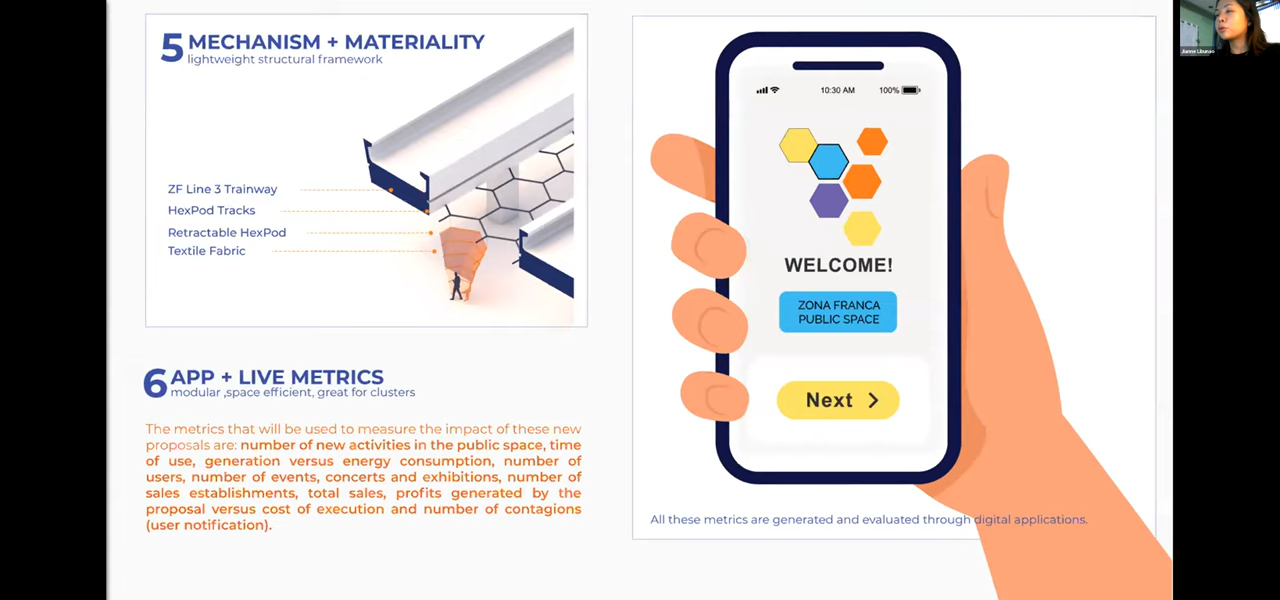 5 MECHANISM + MATERIALITY
lightweight structural framework
ZF Line 3 Trainway
HexPod Tracks
Retractable HexPod
Textile Fabric
6 APP + LIVE METRICS
modular ,space efficient, great for clusters
The metrics that will be used to measure the impact of these new
proposals are: number of new activities in the public space, time
of use, generation versus energy consumption, number of
users, number of events, concerts and exhibitions, number of
sales establishments, total sales, profits generated by the
proposal versus cost of execution and number of contagions
(user notification).
10:30 AM
100%
WELCOME!
ZONA FRANCA
PUBLIC SPACE
Next
All these metrics are generated and evaluated through digital applications.